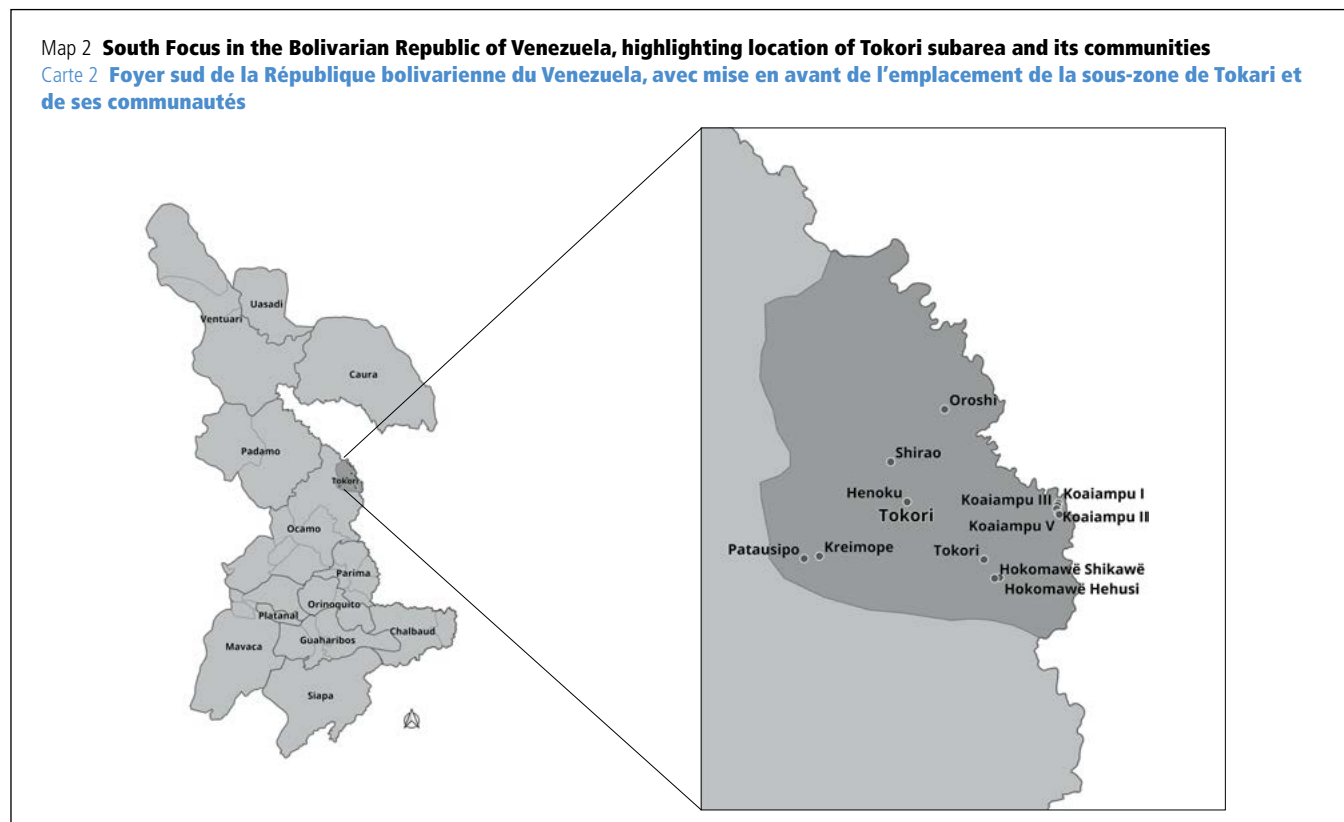 Map 2 South Focus in the Bolivarian Republic of Venezuela, highlighting location of Tokori subarea and its communities
Carte 2 Foyer sud de la République bolivarienne du Venezuela, avec mise en avant de l'emplacement de la sous-zone de Tokari et
de ses communautés
Uasadi
Ventuari
Caura
Padamo
Tokori
Ocamo
Parima
Orinoquito
Platanal
Chalbaud
Guaharibos
Mavaca
Siapa
Oroshi
Shirao
Henoku
Koaiampu III
Koaiampu I
Tokori
Koaiampu II
Koaiampu V
Patausipo
Kreimope
Tokori
Hokomawë Shikawë
Hokomawë Hehusi